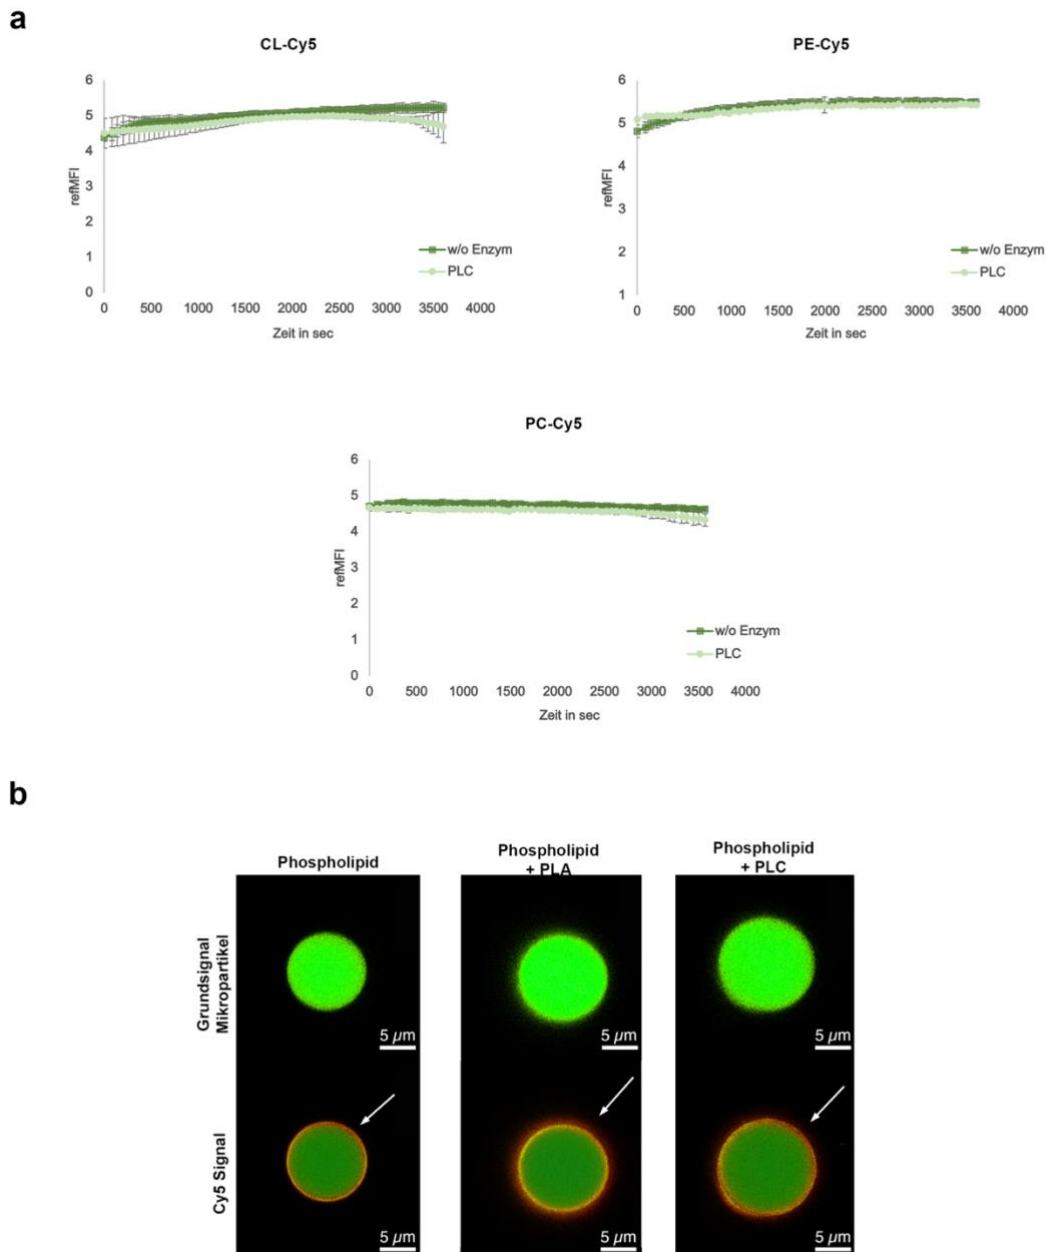 a
CL-Cy5
6
5
4
3
2
1
0
refMFI
w/o Enzym
PLC
0 500 1000 1500 2000 2500 3000 3500 4000
Zeit in sec
PE-Cy5
6
5
4
3
2
1
refMFI
w/o Enzym
PLC
0 500 1000 1500 2000 2500 3000 3500 4000
Zeit in sec
PC-Cy5
6
5
4
3
2
1
0
refMFI
w/o Enzym
PLC
0 500 1000 1500 2000 2500 3000 3500 4000
Zeit in sec
b
Phospholipid
Phospholipid
+ PLA
Phospholipid
+ PLC
Grundsignal
Mikropartikel
5 µm
5 µm
5 µm
Cy5 Signal
5 µm
5 µm
5 µm